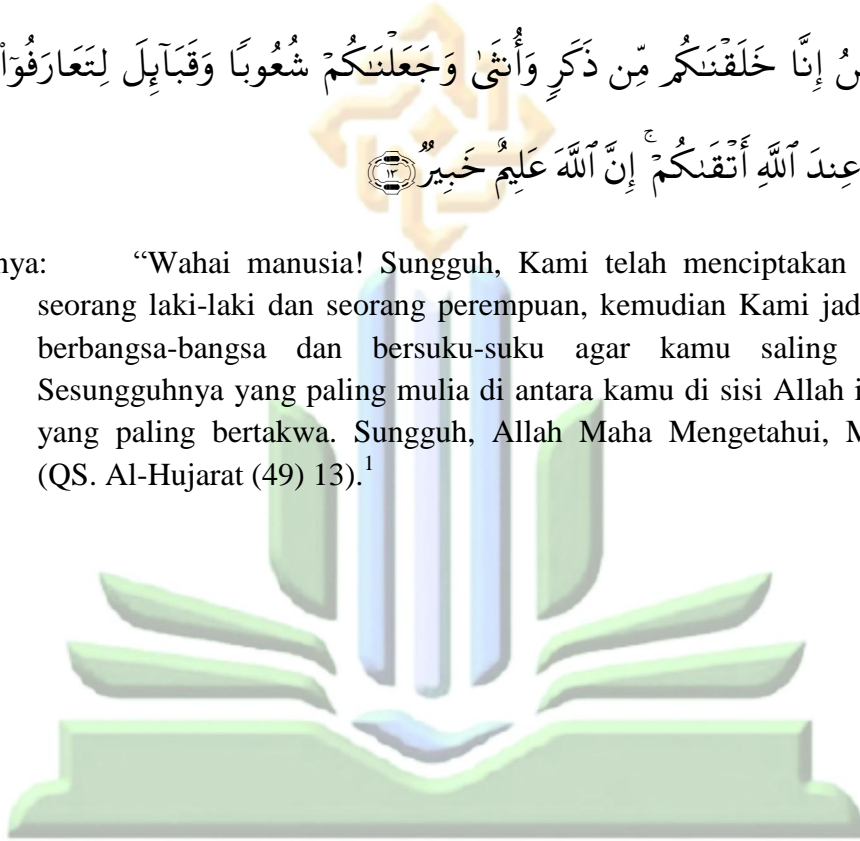 إِنَّا خَلَقْنَـٰكُم مِّن ذَكَرٍ وَأُنثَىٰ وَجَعَلْنَـٰكُمْ شُعُوبًا وَقَبَآئِلَ لِتَعَارَفُوٓا۟
عِندَ ٱللَّهِ أَتْقَىٰكُمْ ۚ إِنَّ ٱللَّهَ عَلِيمٌ خَبِيرٌ ﴿١٣﴾
nya: “Wahai manusia! Sungguh, Kami telah menciptakan
seorang laki-laki dan seorang perempuan, kemudian Kami jad
berbangsa-bangsa dan bersuku-suku agar kamu saling
Sesungguhnya yang paling mulia di antara kamu di sisi Allah i
yang paling bertakwa. Sungguh, Allah Maha Mengetahui, M
(QS. Al-Hujarat (49) 13).1